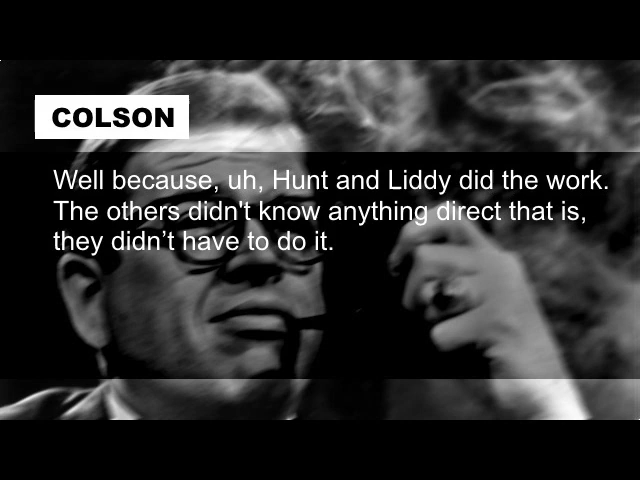 COLSON
Well because, uh, Hunt and Liddy did the work.
The others didn't know anything direct that is,
they didn’t have to do it.